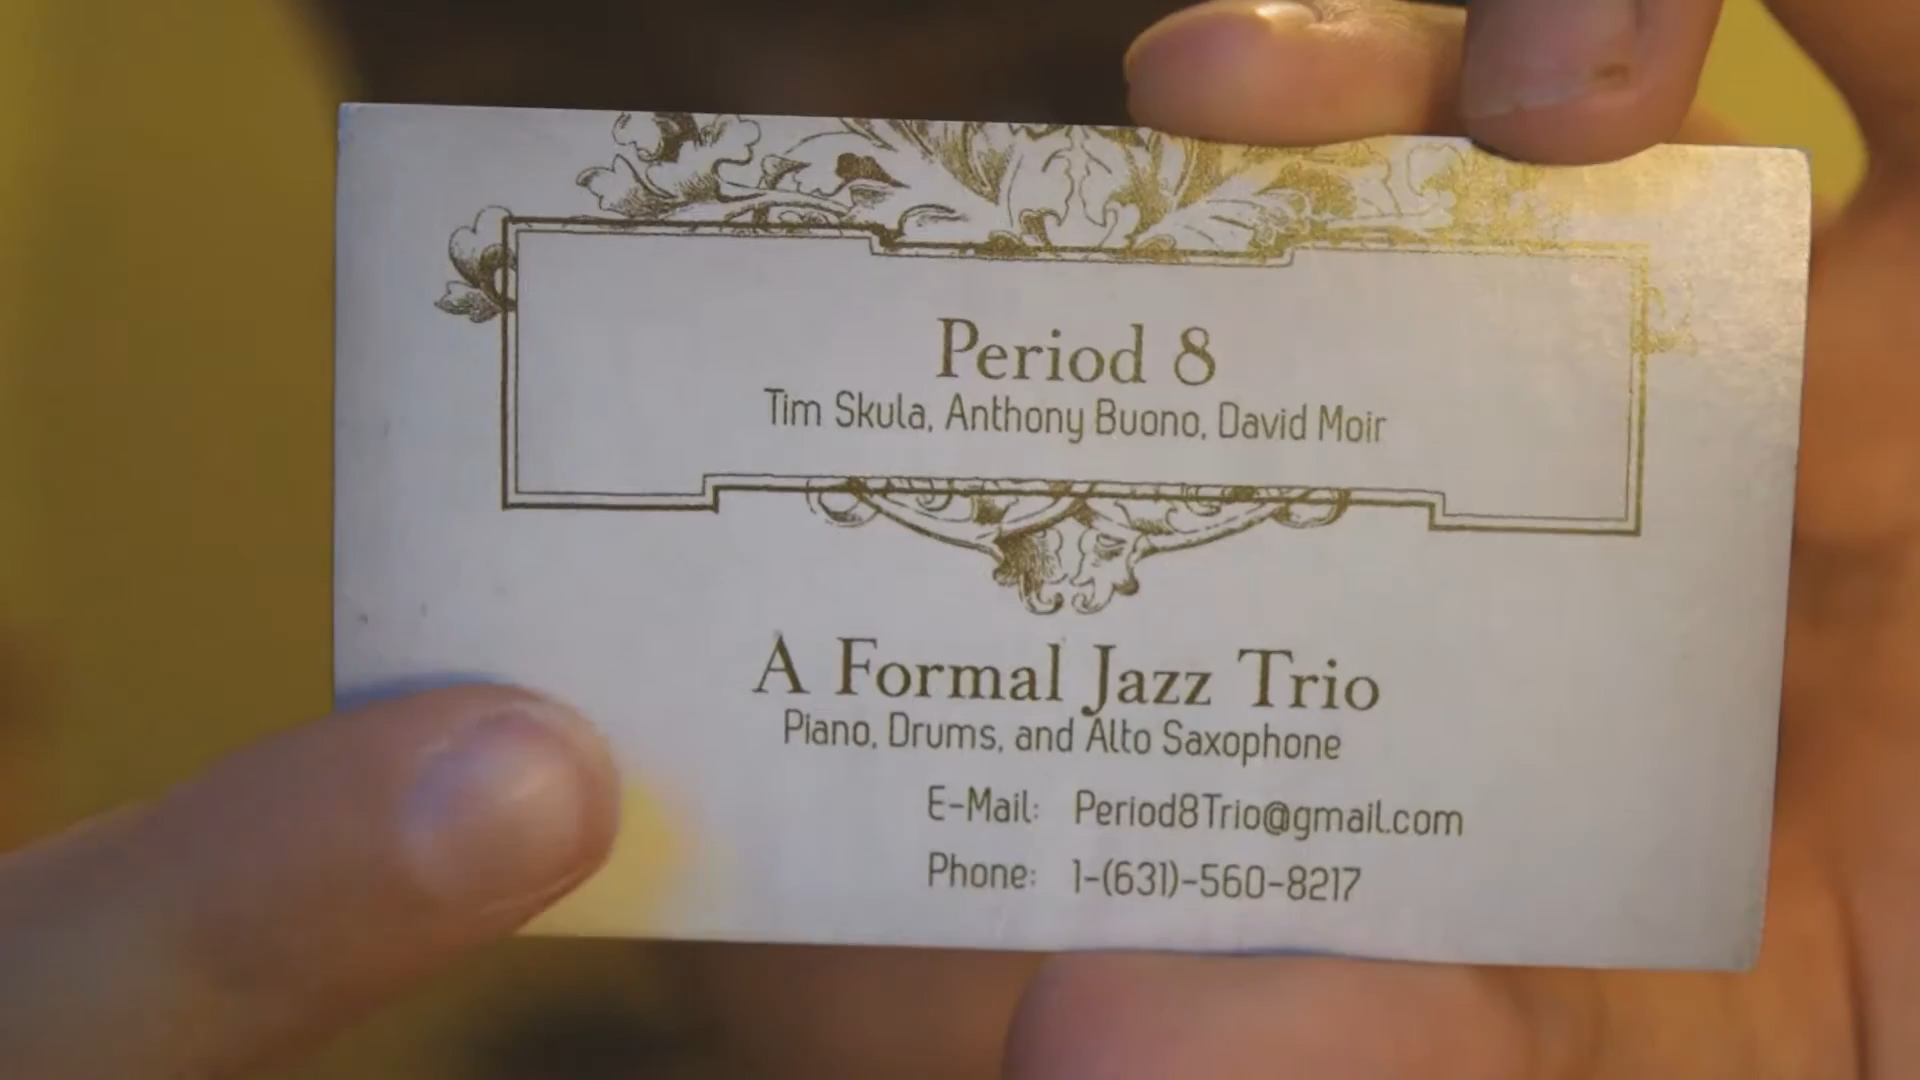 Period 8
Tim Skula, Anthony Buono, David Moir
A Formal Jazz Trio
Piano, Drums, and Alto Saxophone
E-Mail: Period8Trio@gmail.com
Phone: 1-(631)-560-8217